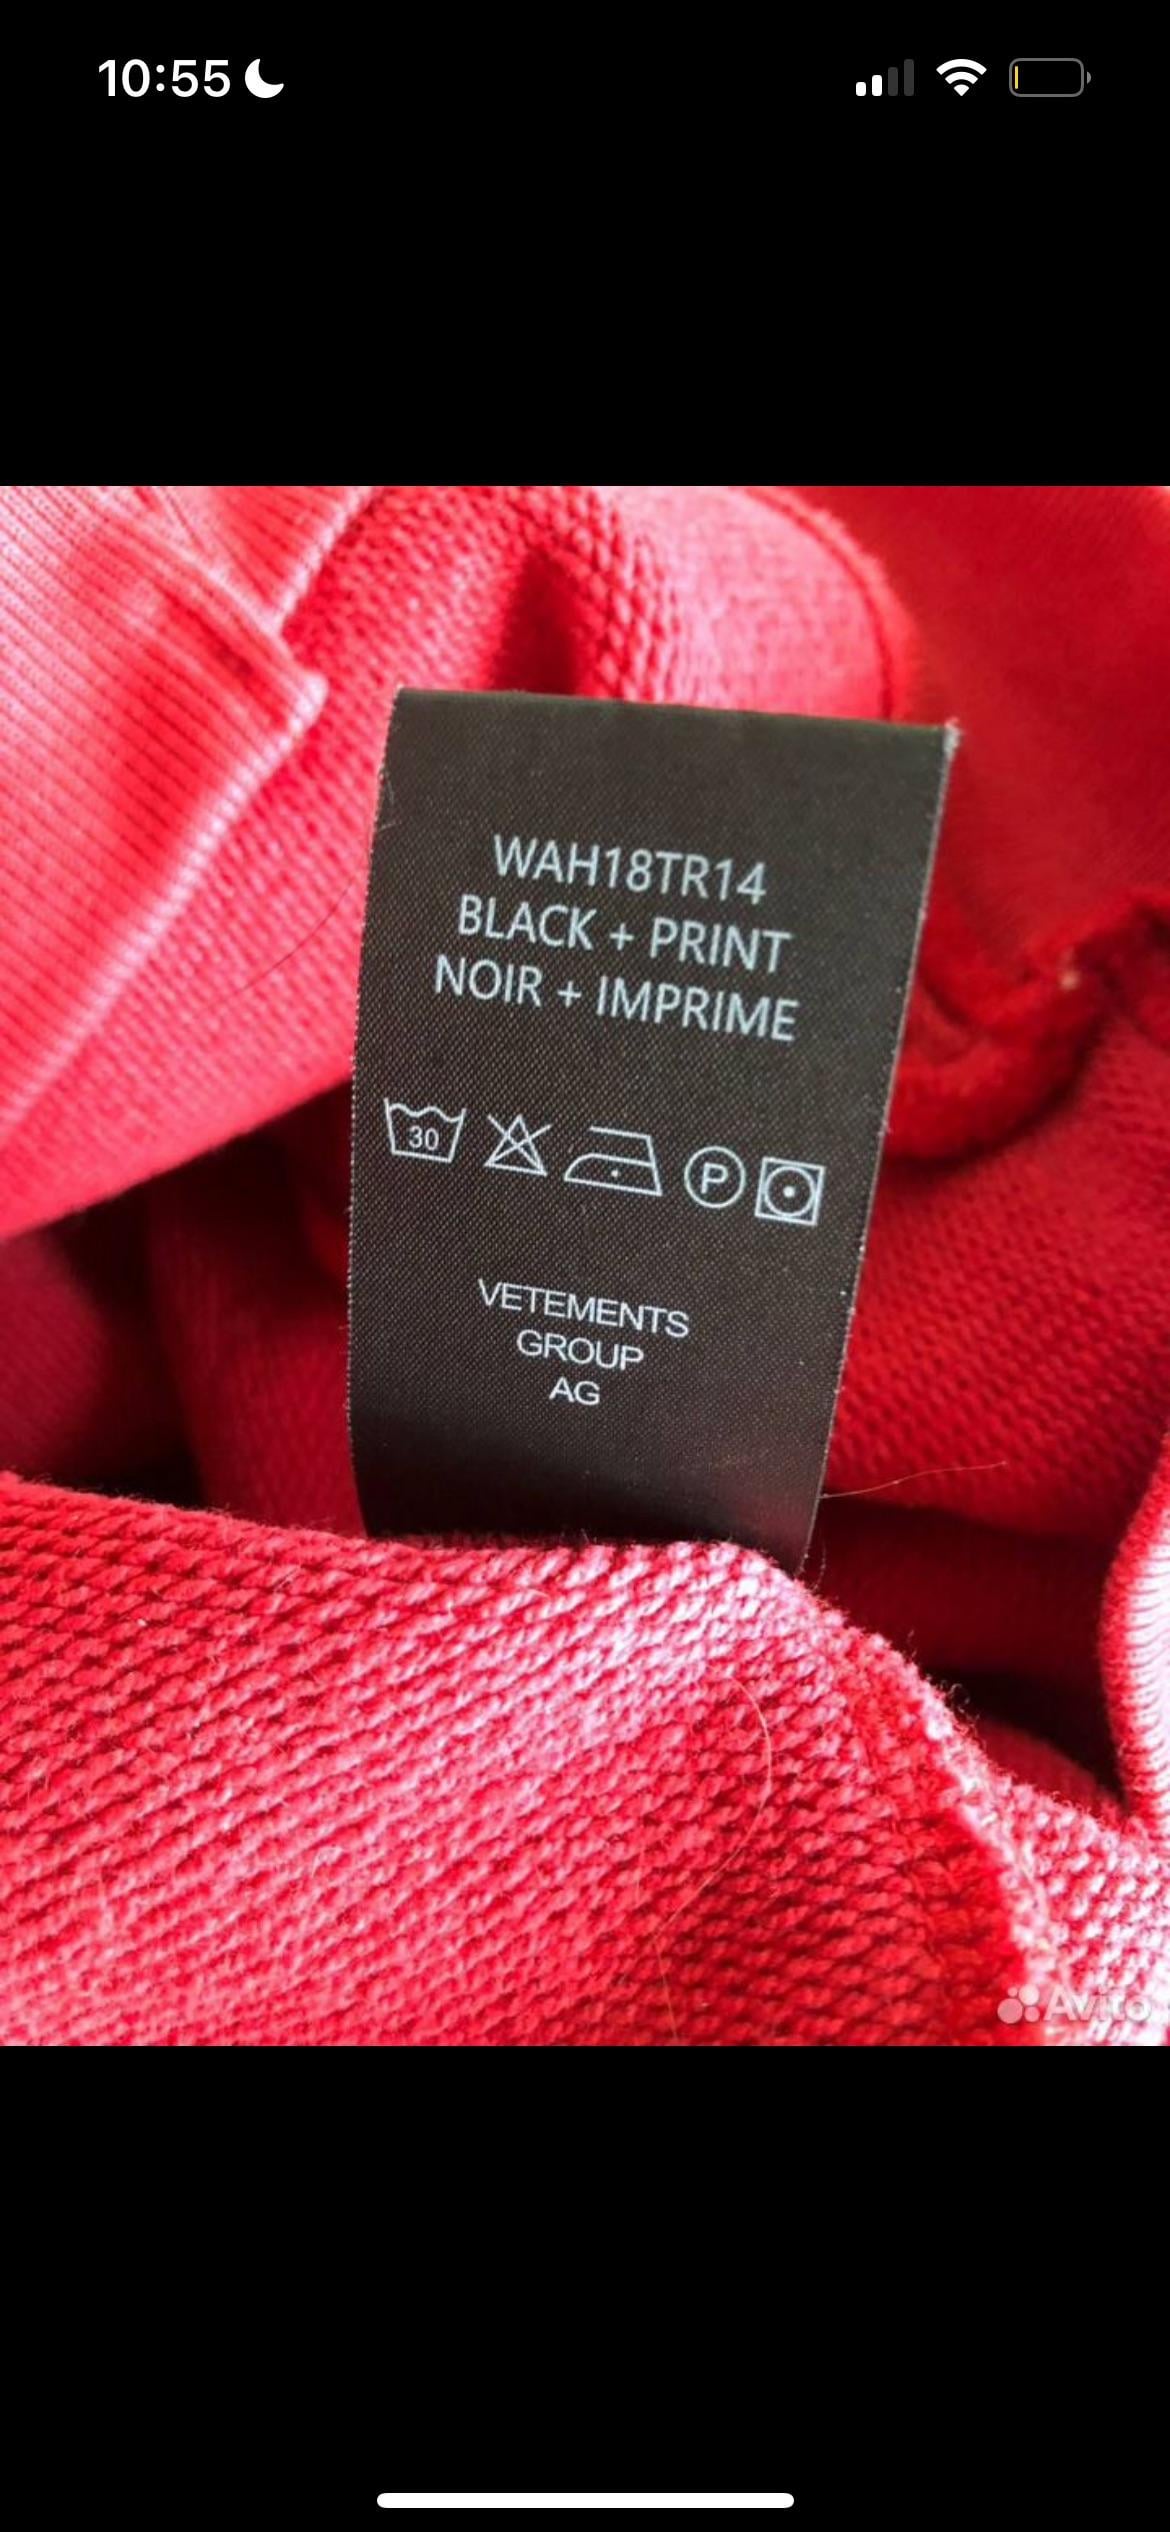 10:55
WAH18TR14
BLACK + PRINT
NOIR + IMPRIME
30
P
VETEMENTS
GROUP
AG
Avito